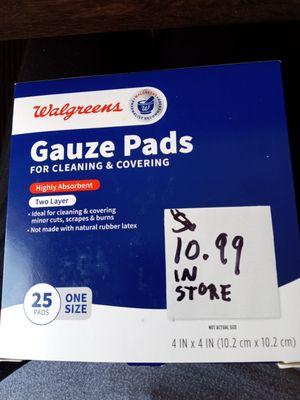 Walgreens
Gauze Pads
FOR CLEANING & COVERING
Highly Absorbent
Two Layer
• Ideal for cleaning & covering
minor cuts, scrapes & burns
• Not made with natural rubber latex
$
10.99
IN
STORE
25
PADS
ONE
SIZE
NOT ACTUAL SIZE
4 IN x 4 IN (10.2 cm x 10.2 cm)